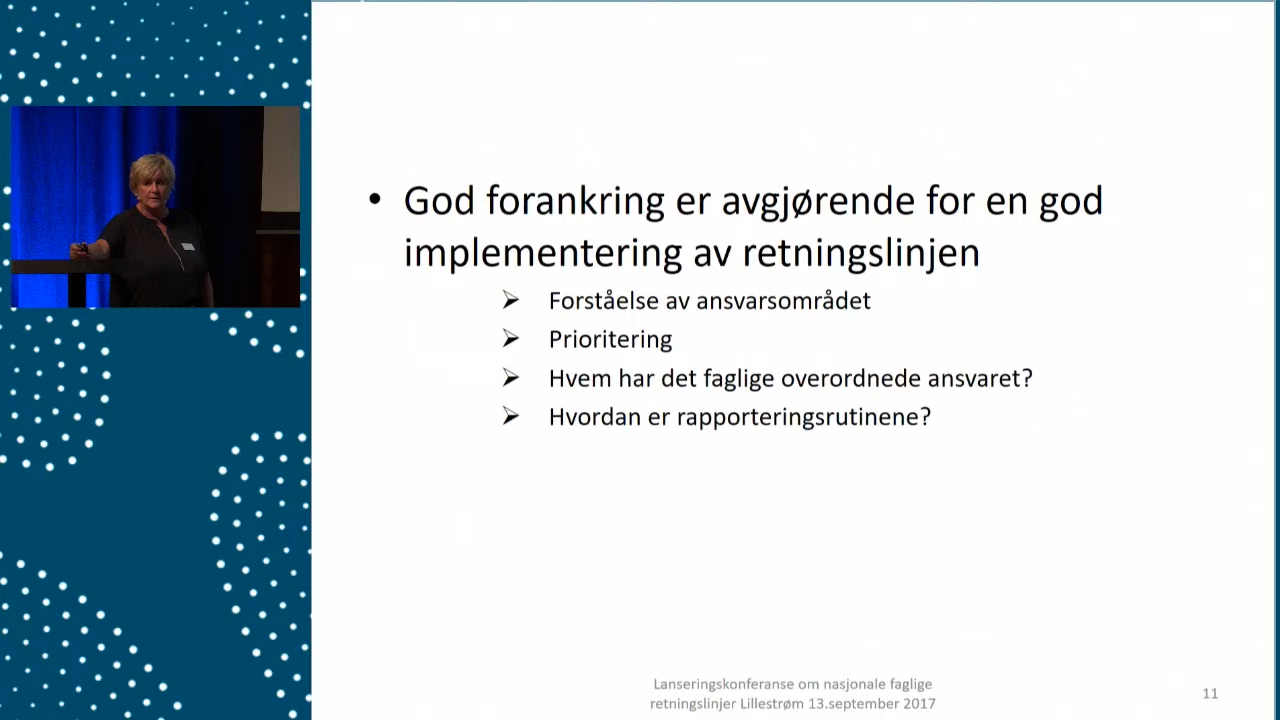 • God forankring er avgjørende for en god
implementering av retningslinjen
➢ Forståelse av ansvarsområdet
➢ Prioritering
➢ Hvem har det faglige overordnede ansvaret?
➢ Hvordan er rapporteringsrutinene?
Lanseringskonferanse om nasjonale faglige
retningslinjer Lillestrøm 13.september 2017
11